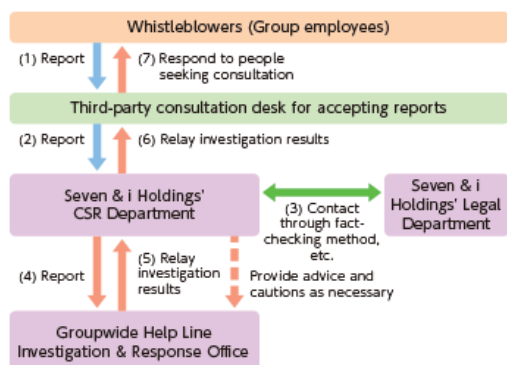 Whistleblowers (Group employees)
(1) Report
(7) Respond to people
seeking consultation
Third-party consultation desk for accepting reports
(2) Report
(6) Relay investigation results
Seven & i Holdings'
CSR Department
(3) Contact
through fact-
checking method,
etc.
Seven & i
Holdings' Legal
Department
(4) Report
(5) Relay
investigation
results
Provide advice and
cautions as necessary
Groupwide Help Line
Investigation & Response Office